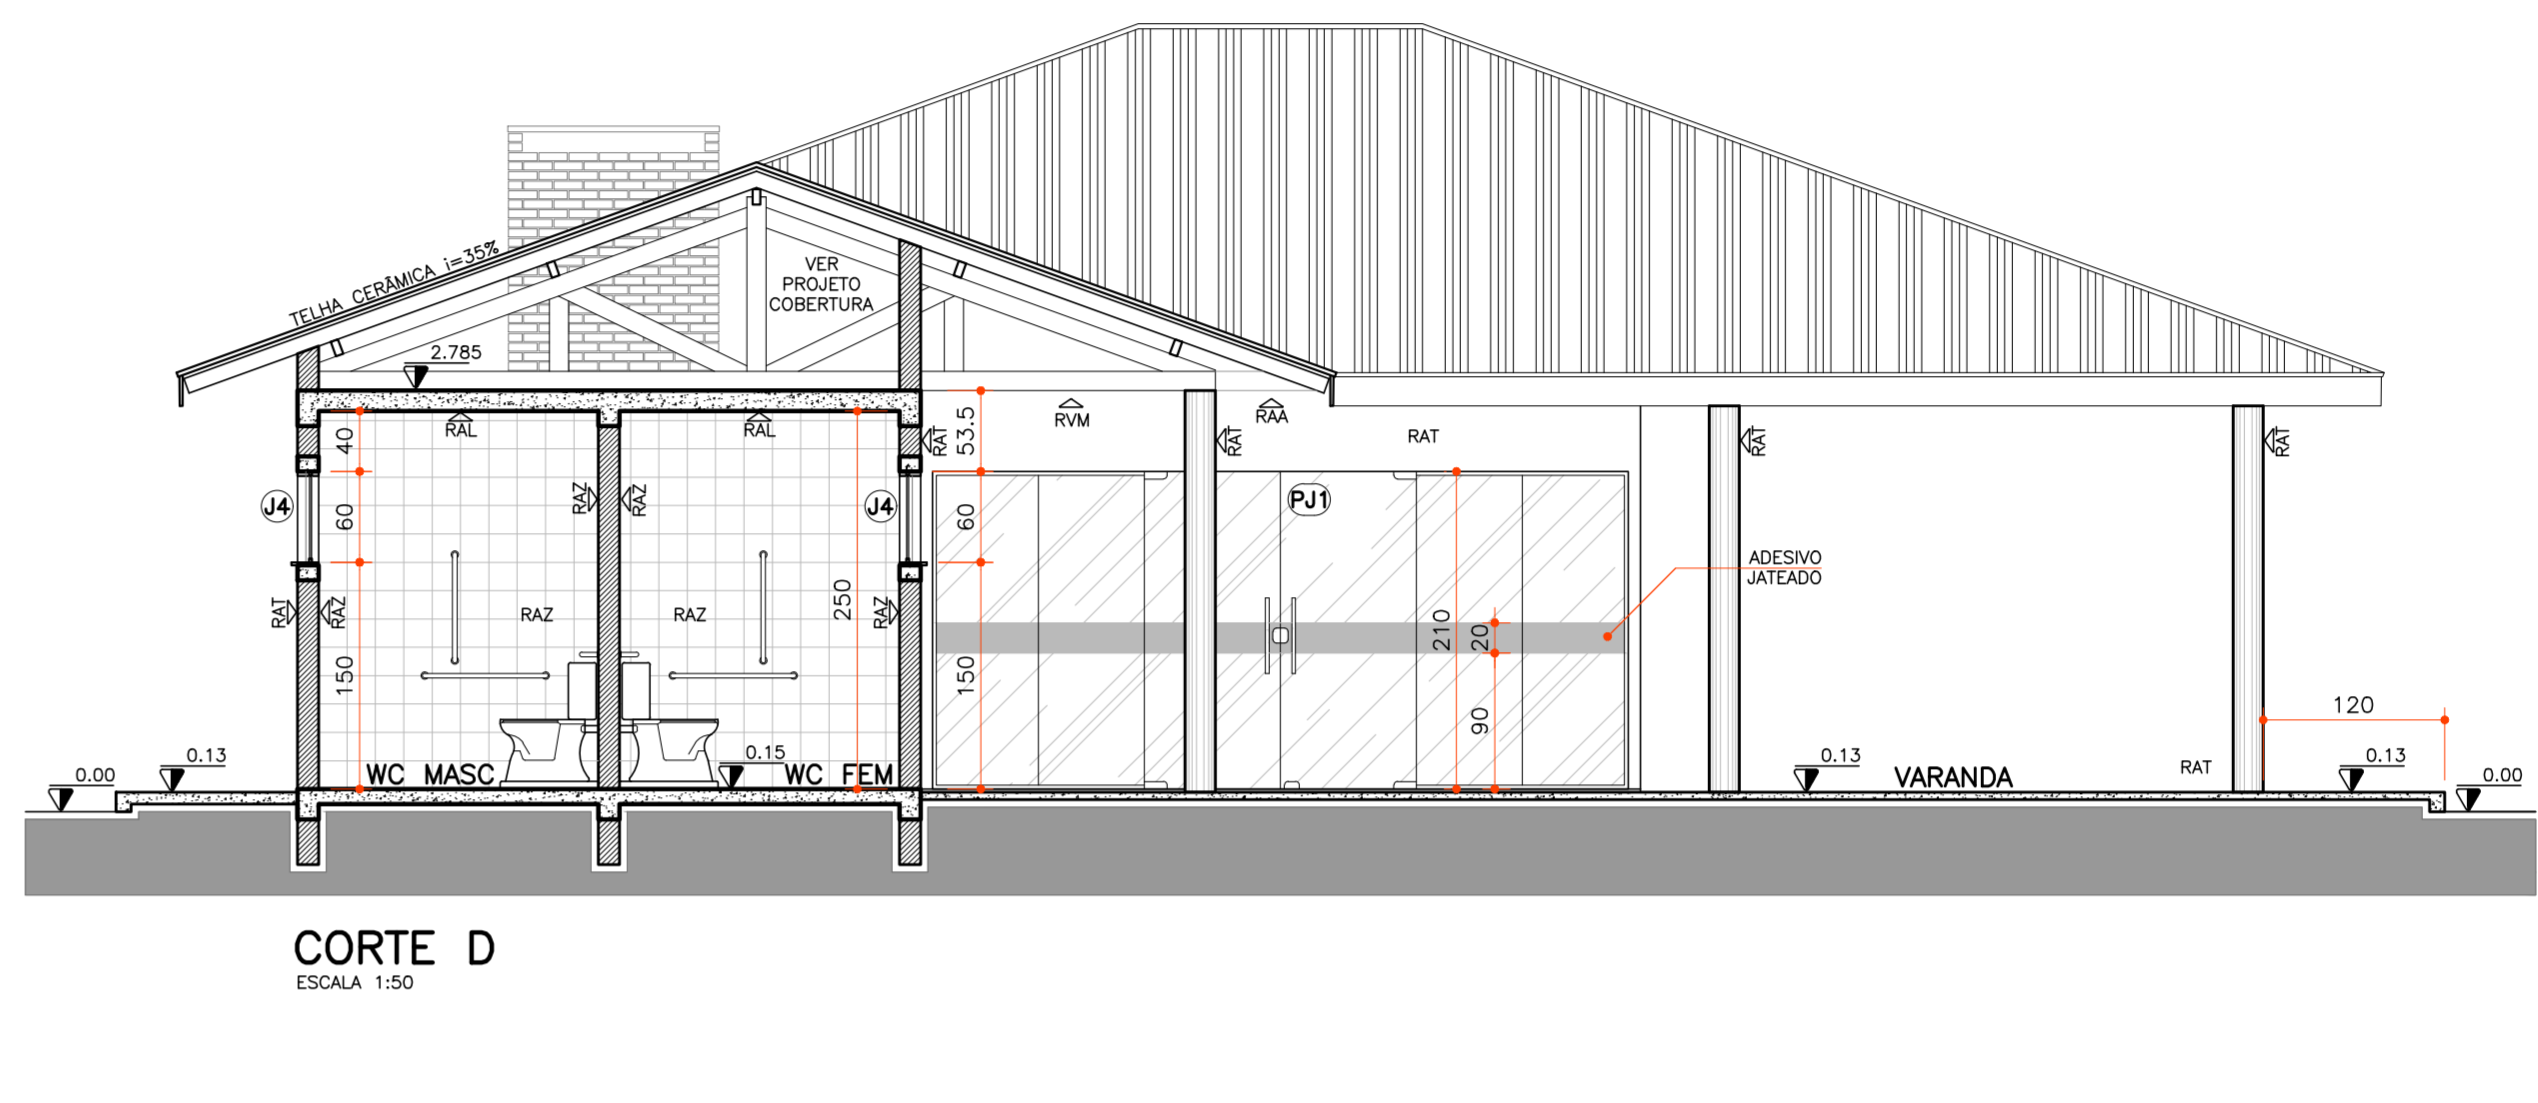 TELHA CERÂMICA i=35%
VER
PROJETO
COBERTURA
2.785
RAL
RAL
RVM
RAA
RAT
RAT
RAT
RAT
RAT
40
53.5
J4
60
RAZ
RAZ
J4
60
PJ1
ADESIVO
JATEADO
RAT
RAZ
RAZ
RAZ
250
RAZ
210
20
150
150
90
120
0.00
0.13
WC MASC
0.15
WC FEM
0.13
VARANDA
RAT
0.13
0.00
CORTE D
ESCALA 1:50